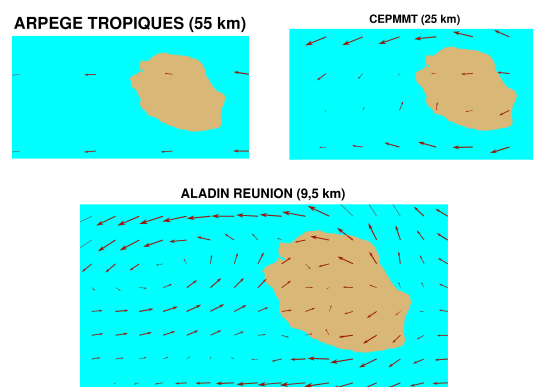 ARPEGE TROPIQUES (55 km)
CEPMMT (25 km)
ALADIN REUNION (9,5 km)